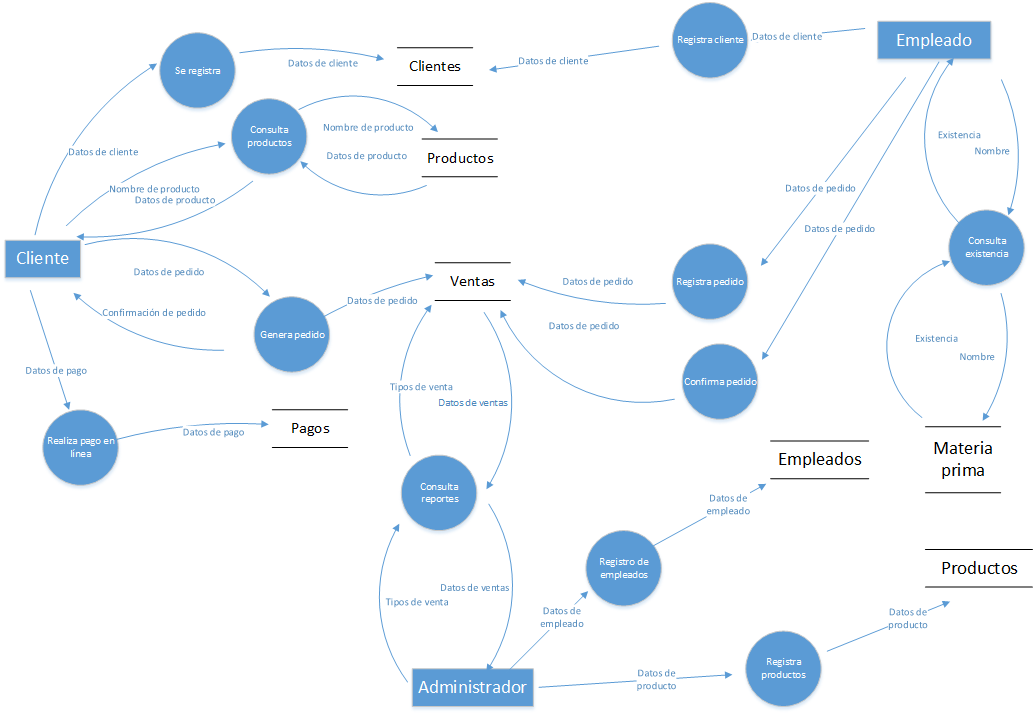 Registra cliente
Datos de cliente
Empleado
Se registra
Datos de cliente
Clientes
Datos de cliente
Consulta
productos
Nombre de producto
Datos de producto
Productos
Datos de cliente
Existencia
Nombre
Nombre de producto
Datos de producto
Datos de pedido
Datos de pedido
Cliente
Consulta
existencia
Datos de pedido
Ventas
Datos de pedido
Registra pedido
Confirmación de pedido
Datos de pedido
Genera pedido
Datos de pedido
Existencia
Nombre
Datos de pago
Tipos de venta
Datos de ventas
Confirma pedido
Realiza pago en
linea
Datos de pago
Pagos
Materia
prima
Empleados
Consulta
reportes
Datos de
empleado
Registro de
empleados
Productos
Datos de ventas
Tipos de venta
Datos de
empleado
Datos de
producto
Administrador
Datos de
producto
Registra
productos